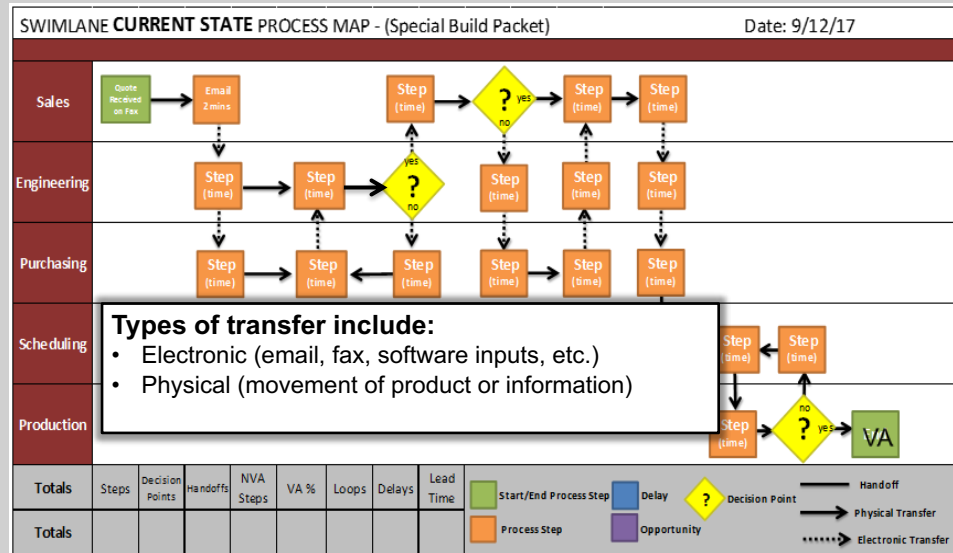 SWIMLANE CURRENT STATE PROCESS MAP - (Special Build Packet) Date: 9/12/17
Sales
Quote
Received
on Fax
Email
2 mins
Step
(time)
?
yes
no
Step
(time)
Step
(time)
Engineering
Step
(time)
Step
(time)
yes
?
no
Step
(time)
Step
(time)
Step
(time)
Purchasing
Step
(time)
Step
(time)
Step
(time)
Step
(time)
Step
(time)
Step
(time)
Types of transfer include:
• Electronic (email, fax, software inputs, etc.)
• Physical (movement of product or information)
Scheduling
Step
(time)
Step
(time)
Production
Step
(time)
no
?
yes
VA
Totals
Steps
Decision
Points
Handoffs
NVA
Steps
VA %
Loops
Delays
Lead
Time
Totals
Start/End Process Step
Delay
?
Decision Point
Handoff
Physical Transfer
Process Step
Opportunity
Electronic Transfer